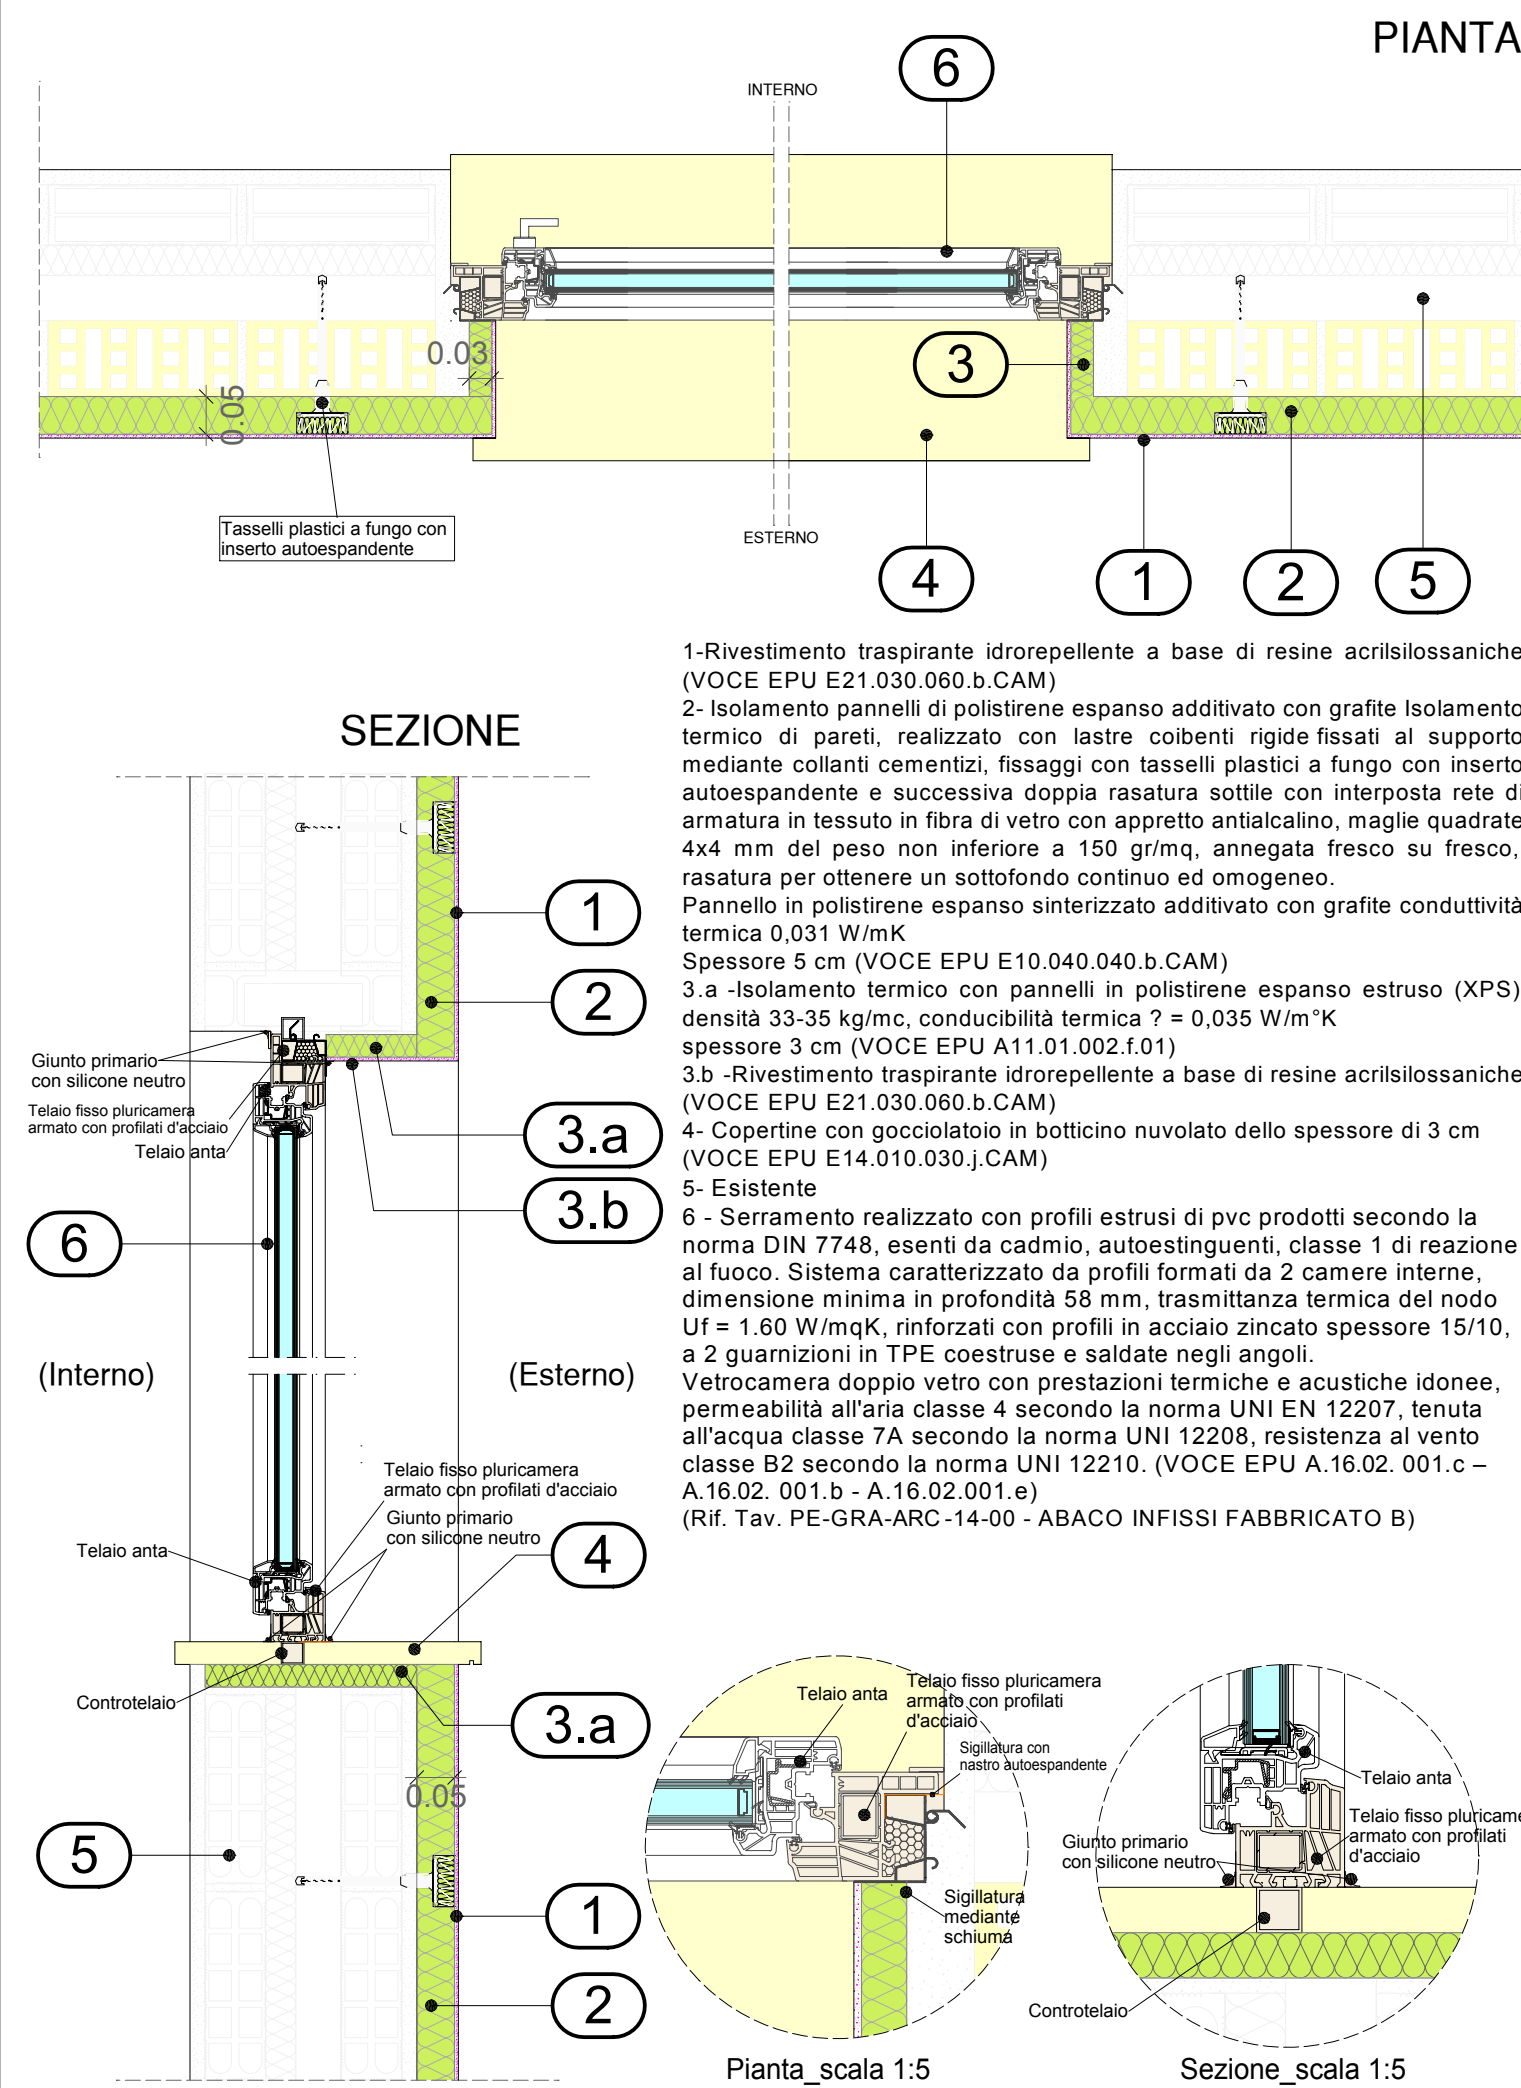 PIANTA
6
INTERNO
0.03
3
0.05
Tasselli plastici a fungo con
inserto autoespandente
ESTERNO
4
1
2
5
1-Rivestimento traspirante idrorepellente a base di resine acrilsilossaniche
(VOCE EPU E21.030.060.b.CAM)
2- Isolamento pannelli di polistirene espanso additivato con grafite Isolamento
termico di pareti, realizzato con lastre coibenti rigide fissati al supporto
mediante collanti cementizi, fissaggi con tasselli plastici a fungo con inserto
autoespandente e successiva doppia rasatura sottile con interposta rete di
armatura in tessuto in fibra di vetro con appretto antialcalino, maglie quadrate
4x4 mm del peso non inferiore a 150 gr/mq, annegata fresco su fresco,
rasatura per ottenere un sottofondo continuo ed omogeneo.
Pannello in polistirene espanso sinterizzato additivato con grafite conduttività
termica 0,031 W/mK
Spessore 5 cm (VOCE EPU E10.040.040.b.CAM)
3.a -Isolamento termico con pannelli in polistirene espanso estruso (XPS)
densità 33-35 kg/mc, conducibilità termica ? = 0,035 W/m°K
spessore 3 cm (VOCE EPU A11.01.002.f.01)
3.b -Rivestimento traspirante idrorepellente a base di resine acrilsilossaniche
(VOCE EPU E21.030.060.b.CAM)
4- Copertine con gocciolatoio in botticino nuvolato dello spessore di 3 cm
(VOCE EPU E14.010.030.j.CAM)
5- Esistente
6 - Serramento realizzato con profili estrusi di pvc prodotti secondo la
norma DIN 7748, esenti da cadmio, autoestinguenti, classe 1 di reazione
al fuoco. Sistema caratterizzato da profili formati da 2 camere interne,
dimensione minima in profondità 58 mm, trasmittanza termica del nodo
Uf = 1.60 W/mqK, rinforzati con profili in acciaio zincato spessore 15/10,
a 2 guarnizioni in TPE coestruse e saldate negli angoli.
Vetrocamera doppio vetro con prestazioni termiche e acustiche idonee,
permeabilità all'aria classe 4 secondo la norma UNI EN 12207, tenuta
all'acqua classe 7A secondo la norma UNI 12208, resistenza al vento
classe B2 secondo la norma UNI 12210. (VOCE EPU A.16.02. 001.c –
A.16.02. 001.b - A.16.02.001.e)
(Rif. Tav. PE-GRA-ARC-14-00 - ABACO INFISSI FABBRICATO B)
SEZIONE
1
2
Giunto primario
con silicone neutro
Telaio fisso pluricamera
armato con profilati d'acciaio
Telaio anta
3.a
3.b
6
(Interno)
(Esterno)
Telaio fisso pluricamera
armato con profilati d'acciaio
Giunto primario
con silicone neutro
Telaio anta
4
Controtelaio
3.a
0.05
5
1
2
Telaio anta
Telaio fisso pluricamera
armato con profilati
d'acciaio
Sigillatura con
nastro autoespandente
Sigillatura
mediante
schiuma
Pianta_scala 1:5
Telaio anta
Telaio fisso pluricame
armato con profilati
d'acciaio
Giunto primario
con silicone neutro
Controtelaio
Sezione_scala 1:5